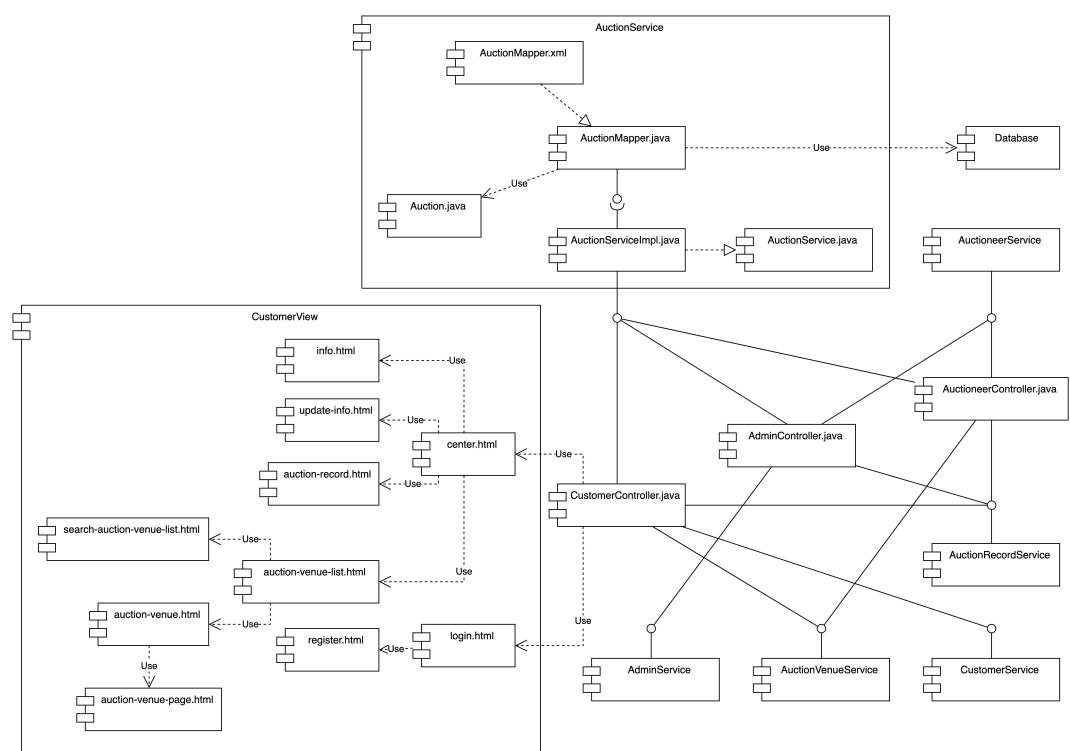 AuctionService
AuctionMapper.xml
AuctionMapper.java
Use
Database
Use
Auction.java
AuctionServiceImpl.java
AuctionService.java
AuctioneerService
CustomerView
info.html
Use
AuctioneerController.java
update-info.html
Use
center.html
AdminController.java
Use
auction-record.html
Use
CustomerController.java
search-auction-venue-list.html
Use
AuctionRecordService
auction-venue-list.html
Use
auction-venue.html
Use
Use
register.html
Use
login.html
Use
AdminService
AuctionVenueService
CustomerService
auction-venue-page.html